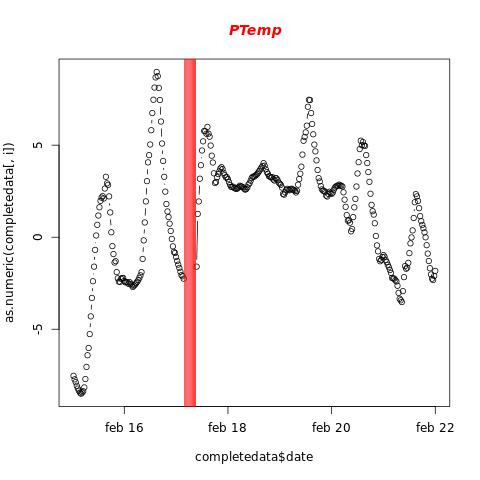 PTemp
as.numeric(completedata[, i])
5
0
-5
feb 16
feb 18
feb 20
feb 22
completedata$date